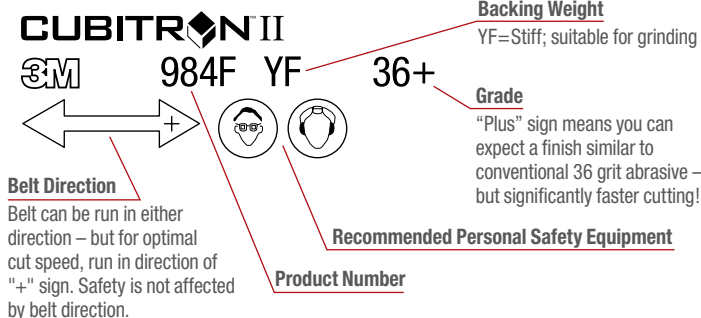 CUBITRON II
3M 984F YF 36+
+
Backing Weight
YF=Stiff; suitable for grinding
Grade
“Plus” sign means you can
expect a finish similar to
conventional 36 grit abrasive –
but significantly faster cutting!
Belt Direction
Belt can be run in either
direction – but for optimal
cut speed, run in direction of
"+" sign. Safety is not affected
by belt direction.
Recommended Personal Safety Equipment
Product Number